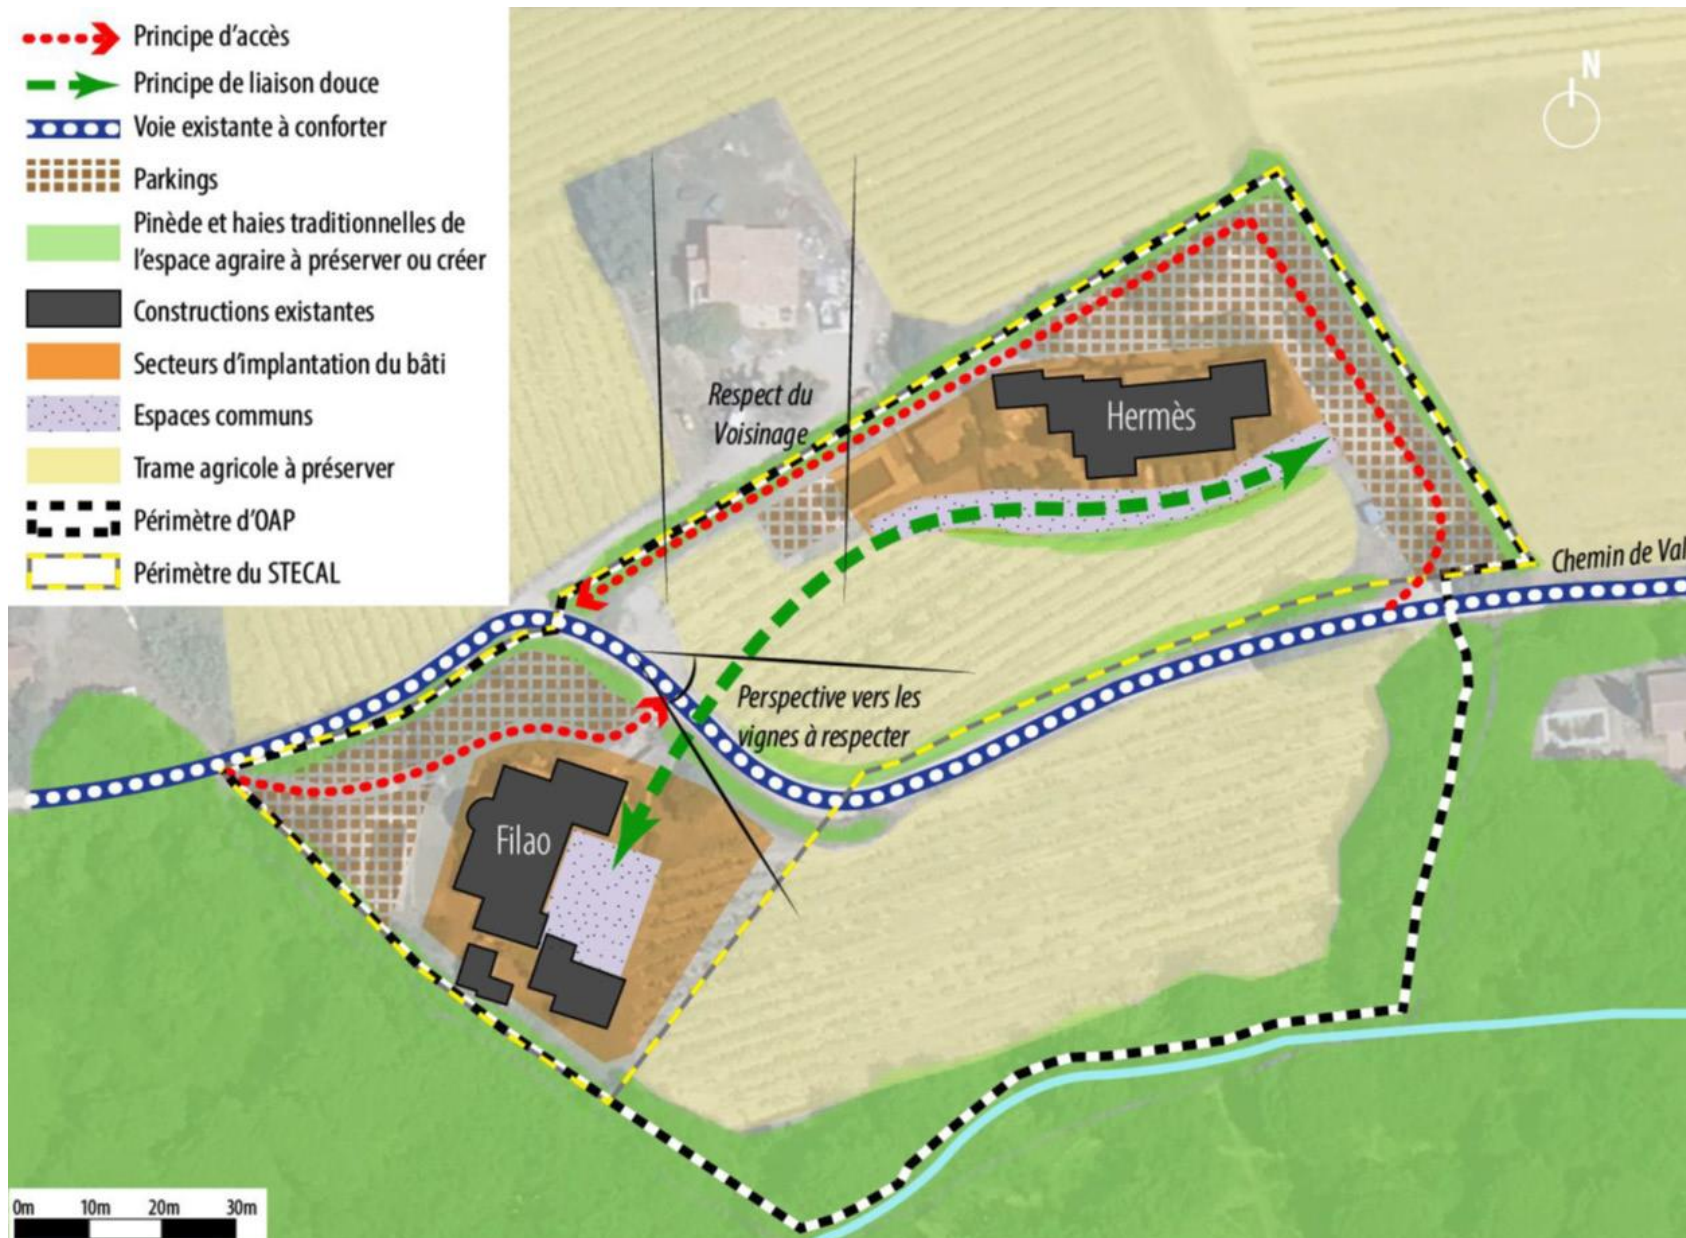 Principe d'accès
Principe de liaison douce
Voie existante à conforter
Parkings
Pinède et haies traditionnelles de
l'espace agraire à préserver ou créer
Constructions existantes
Secteurs d'implantation du bâti
Espaces communs
Trame agricole à préserver
Périmètre d'OAP
Périmètre du STECAL
N
Respect du
Voisinage
Hermès
Chemin de Val
Perspective vers les
vignes à respecter
Filao
0m 10m 20m 30m